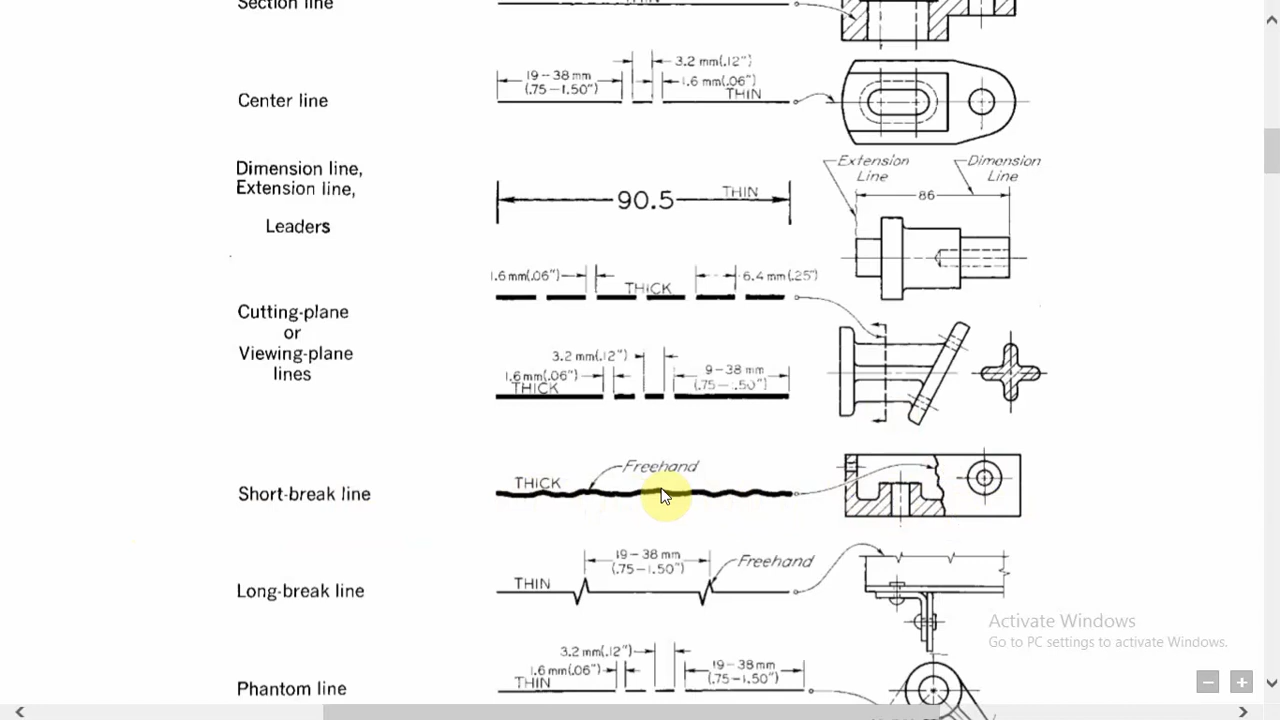 Section line
THIN
3.2 mm(.12")
19–38 mm
(.75–1.50")
1.6 mm(.06")
THIN
Center line
Extension
Line
Dimension
Line
Dimension line,
Extension line,
Leaders
90.5
THIN
86
1.6 mm(.06")
6.4 mm(.25")
THICK
Cutting-plane
or
Viewing-plane
lines
3.2 mm(.12")
1.6 mm(.06")
THICK
9–38 mm
(.75–1.50")
Freehand
THICK
Short-break line
19–38 mm
(.75–1.50")
Freehand
THIN
Long-break line
Activate Windows
Go to PC settings to activate Windows.
3.2 mm(.12")
1.6 mm(.06")
THIN
19–38 mm
(.75–1.50")
Phantom line